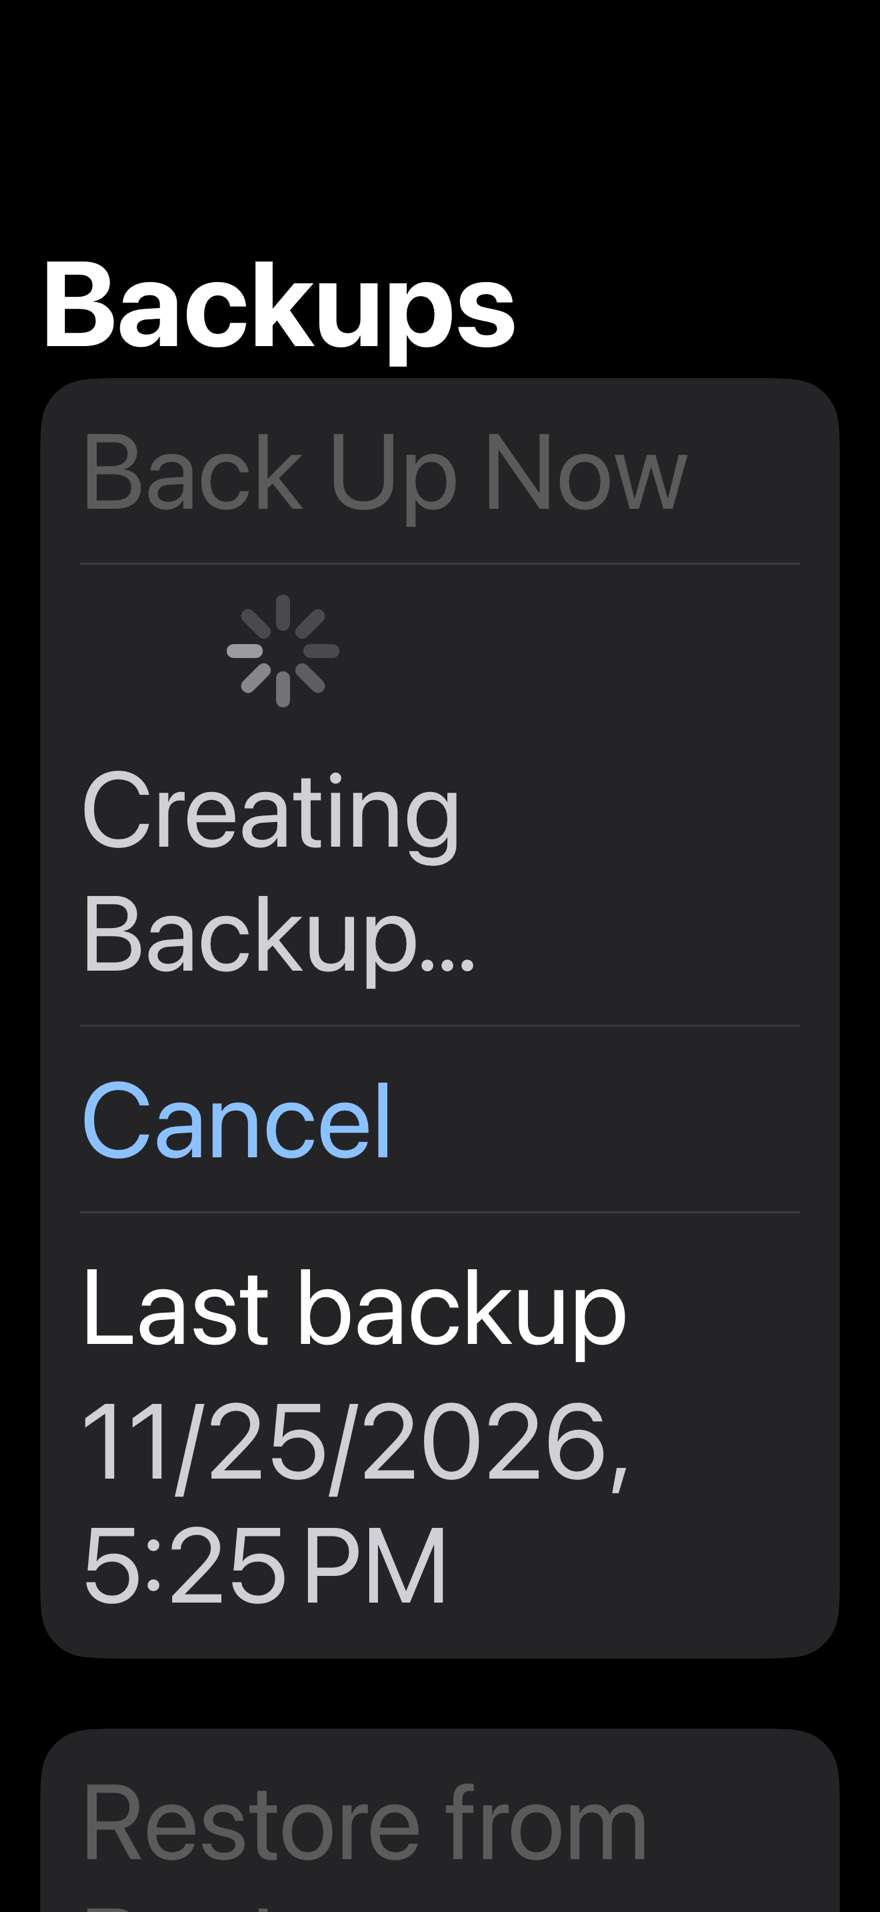 Backups
Back Up Now
Creating
Backup...
Cancel
Last backup
11/25/2026,
5:25 PM
Restore from